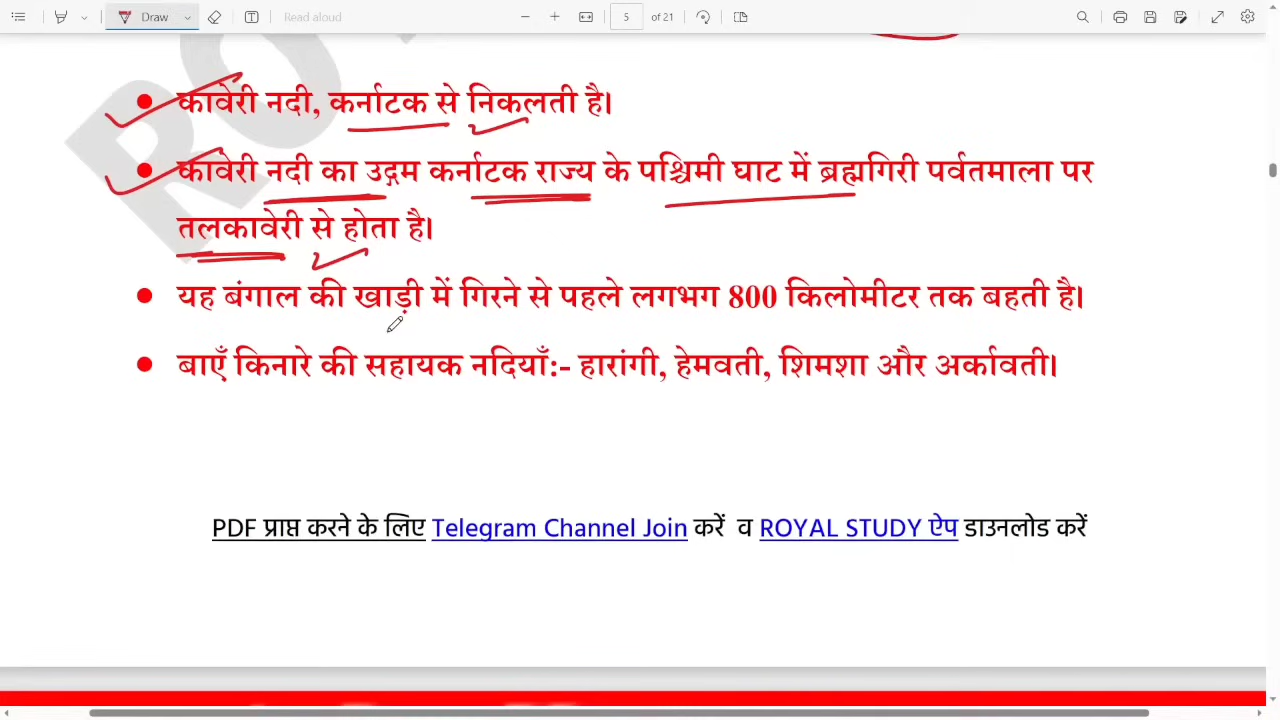 Draw
Read aloud
5 of 21
कावेरी नदी, कर्नाटक से निकलती है।
कावेरी नदी का उद्गम कर्नाटक राज्य के पश्चिमी घाट में ब्रह्मगिरी पर्वतमाला पर
तलकावेरी से होता है।
यह बंगाल की खाड़ी में गिरने से पहले लगभग 800 किलोमीटर तक बहती है।
बाएँ किनारे की सहायक नदियाँ:- हारांगी, हेमवती, शिमशा और अर्कावती।
PDF प्राप्त करने के लिए Telegram Channel Join करें व ROYAL STUDY ऐप डाउनलोड करें